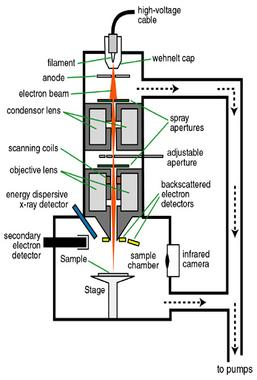 high-voltage
cable
filament
wehnelt cap
anode
electron beam
condensor lens
spray
apertures
scanning coils
adjustable
aperture
objective lens
backscattered
electron
detectors
energy dispersive
x-ray detector
secondary
electron
detector
sample
chamber
infrared
camera
Sample
Stage
to pumps